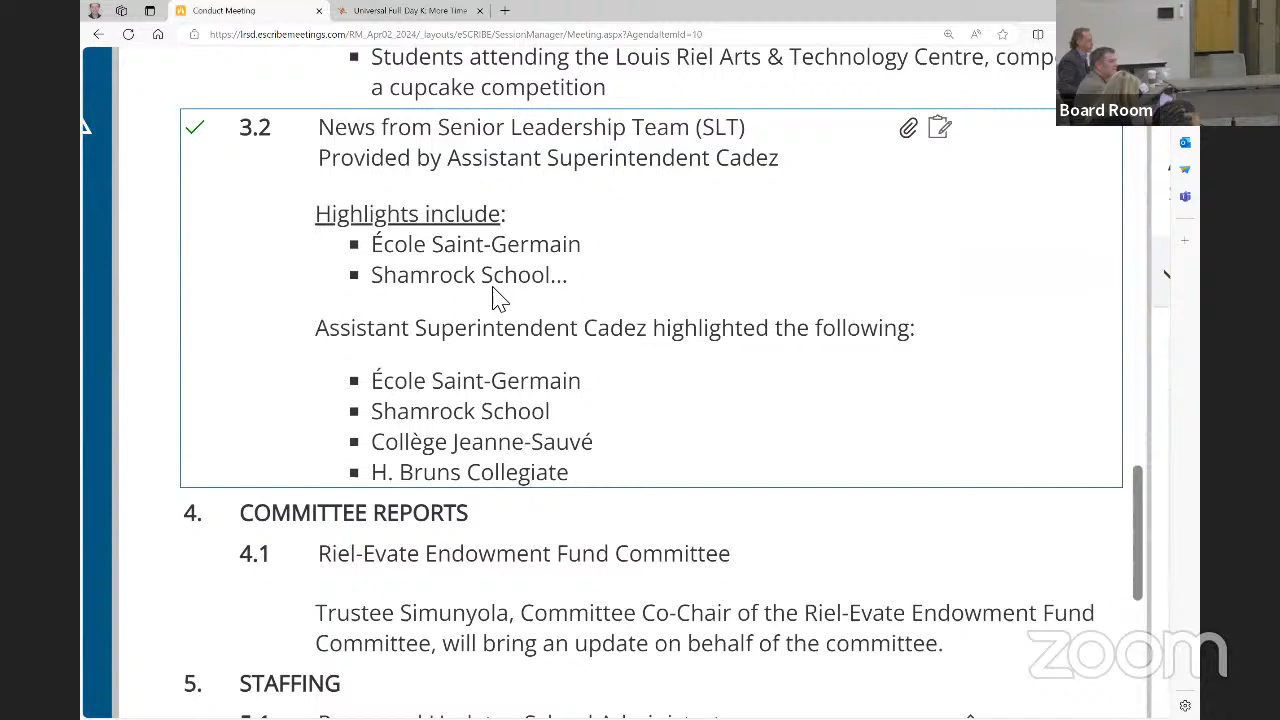 Conduct Meeting
Universal Full Day K: More Time
https://lrsd.escribemeetings.com/RM_Apr02_2024/_layouts/eSCRIBE/SessionManager/Meeting.aspx?AgendaItemId=10
Students attending the Louis Riel Arts & Technology Centre,
a cupcake competition
Board Room
3.2 News from Senior Leadership Team (SLT)
Provided by Assistant Superintendent Cadez
Highlights include:
École Saint-Germain
Shamrock School...
Assistant Superintendent Cadez highlighted the following:
École Saint-Germain
Shamrock School
Collège Jeanne-Sauvé
H. Bruns Collegiate
4. COMMITTEE REPORTS
4.1 Riel-Evate Endowment Fund Committee
Trustee Simunyola, Committee Co-Chair of the Riel-Evate Endowment Fund
Committee, will bring an update on behalf of the committee.
zoom
5. STAFFING